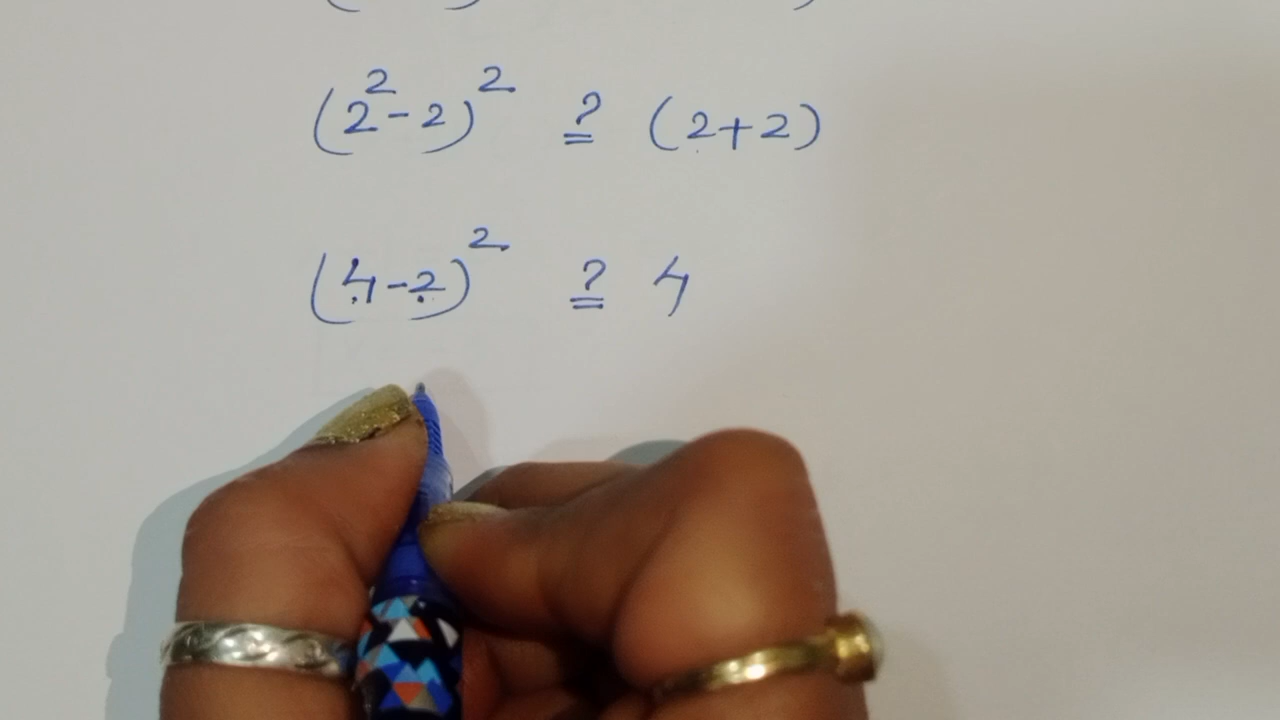 (2² - 2)² ≟ (2+2)
(4-2)² ≟ 4